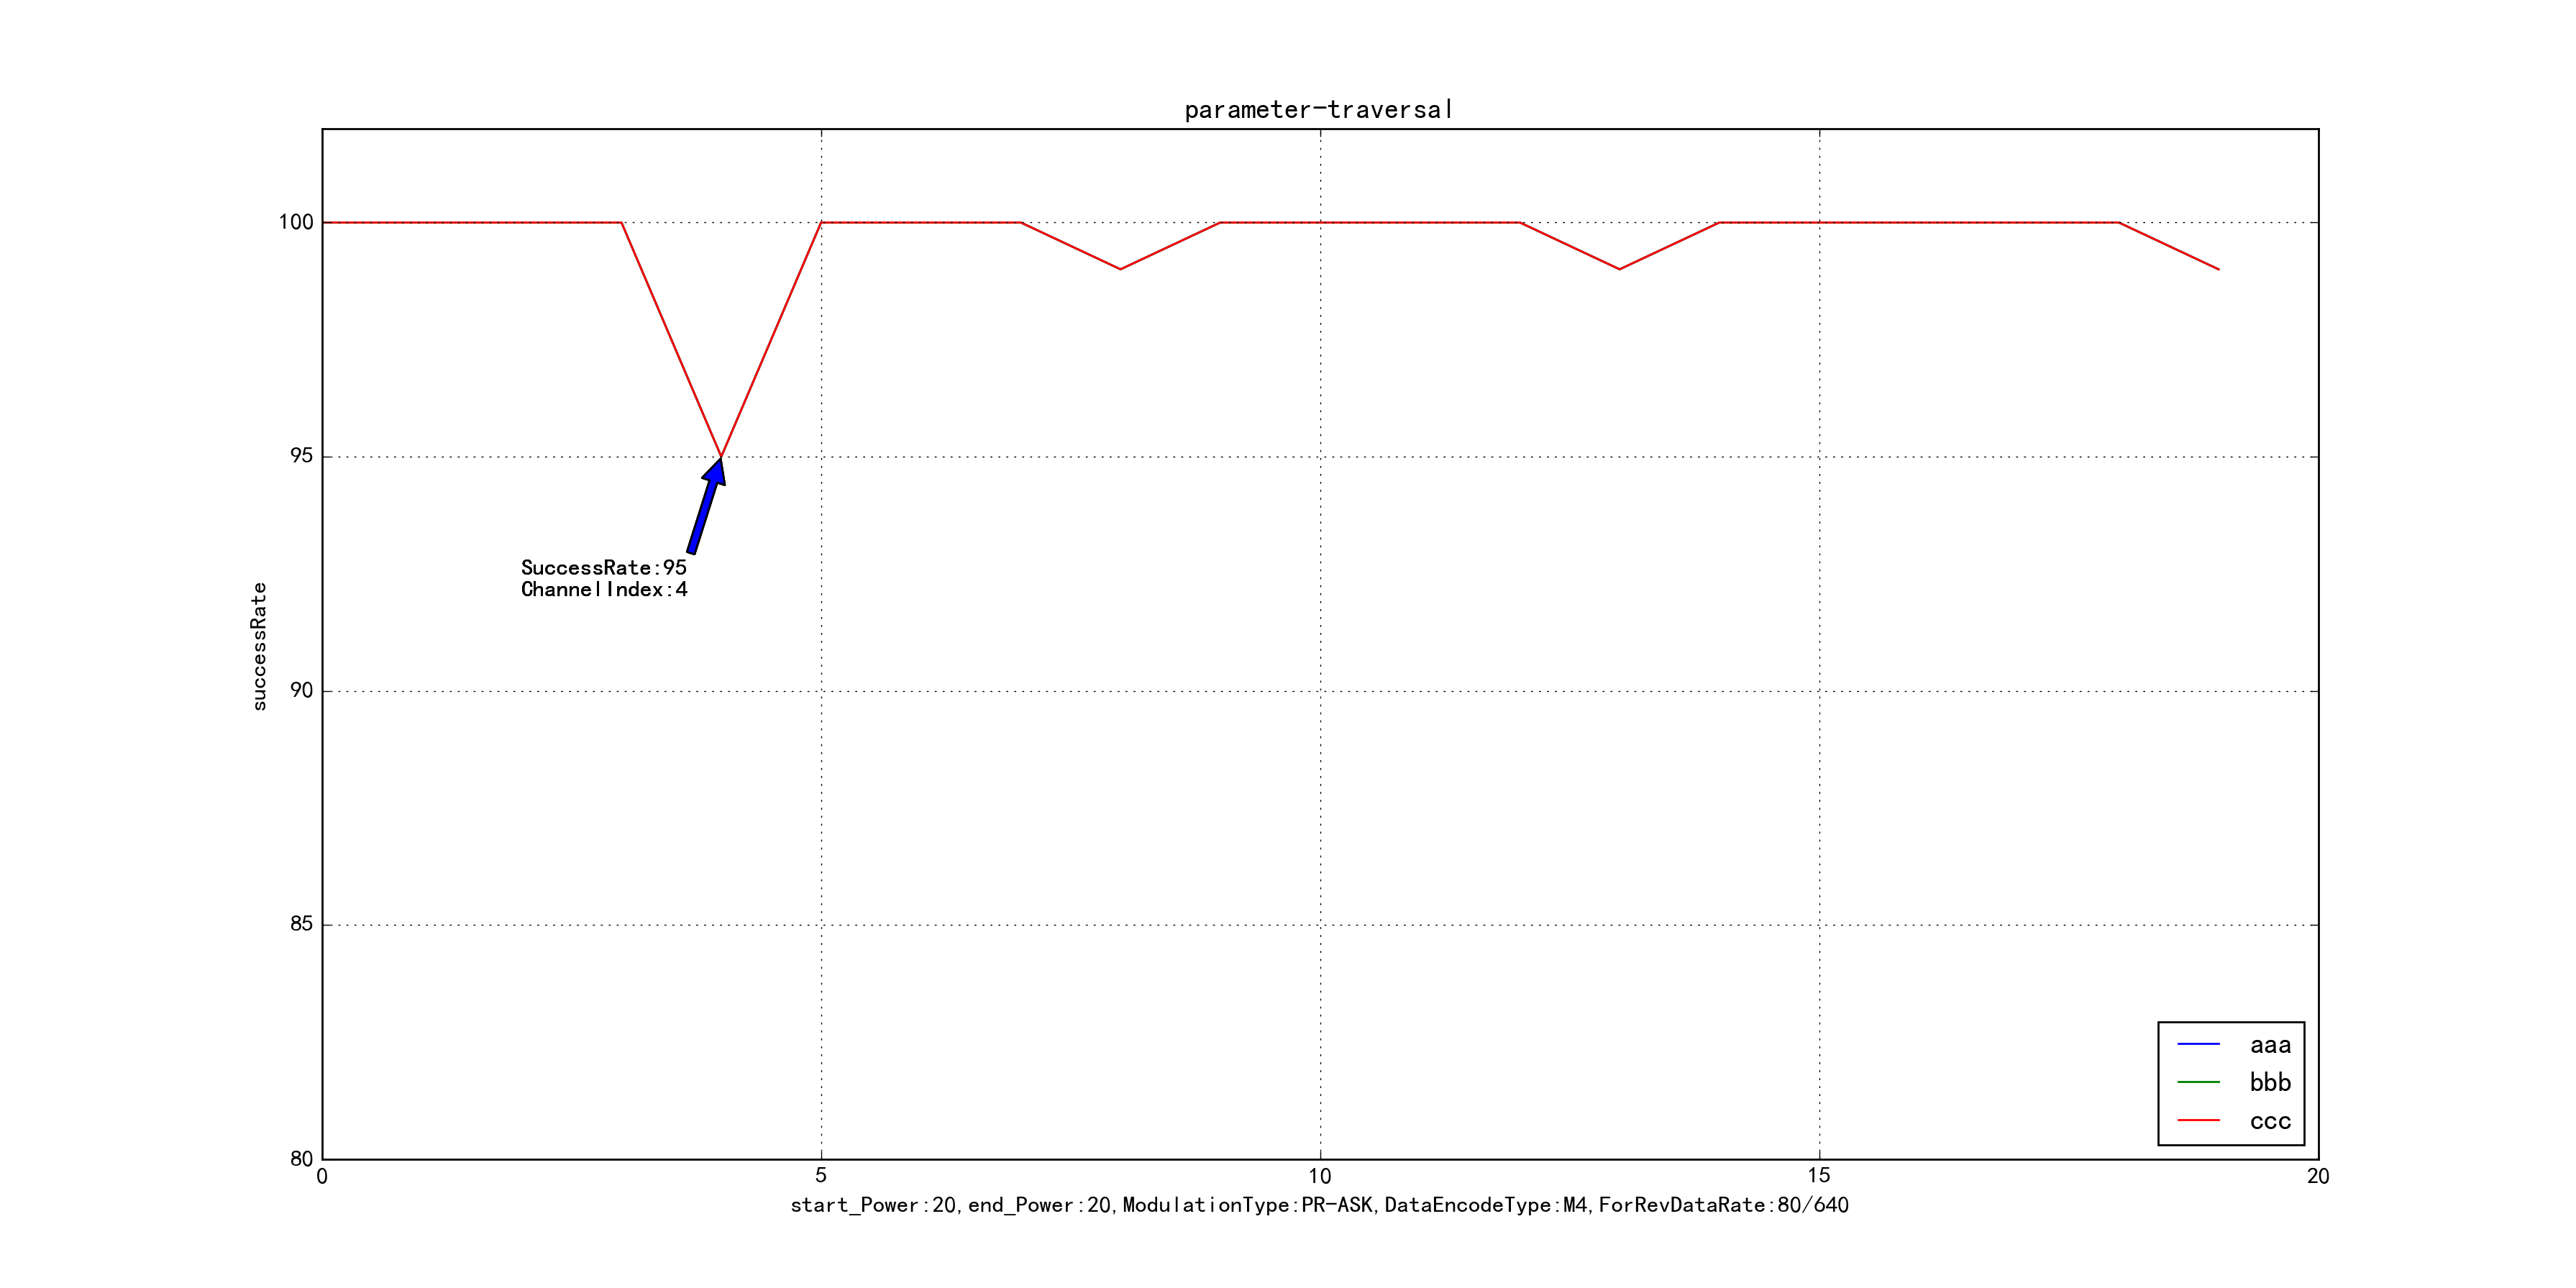 parameter-traversal
100
95
90
85
80
successRate
SuccessRate:95
ChannelIndex:4
aaa
bbb
ccc
0 5 10 15 20
start_Power:20,end_Power:20,ModulationType:PR-ASK,DataEncodeType:M4,ForRevDataRate:80/640